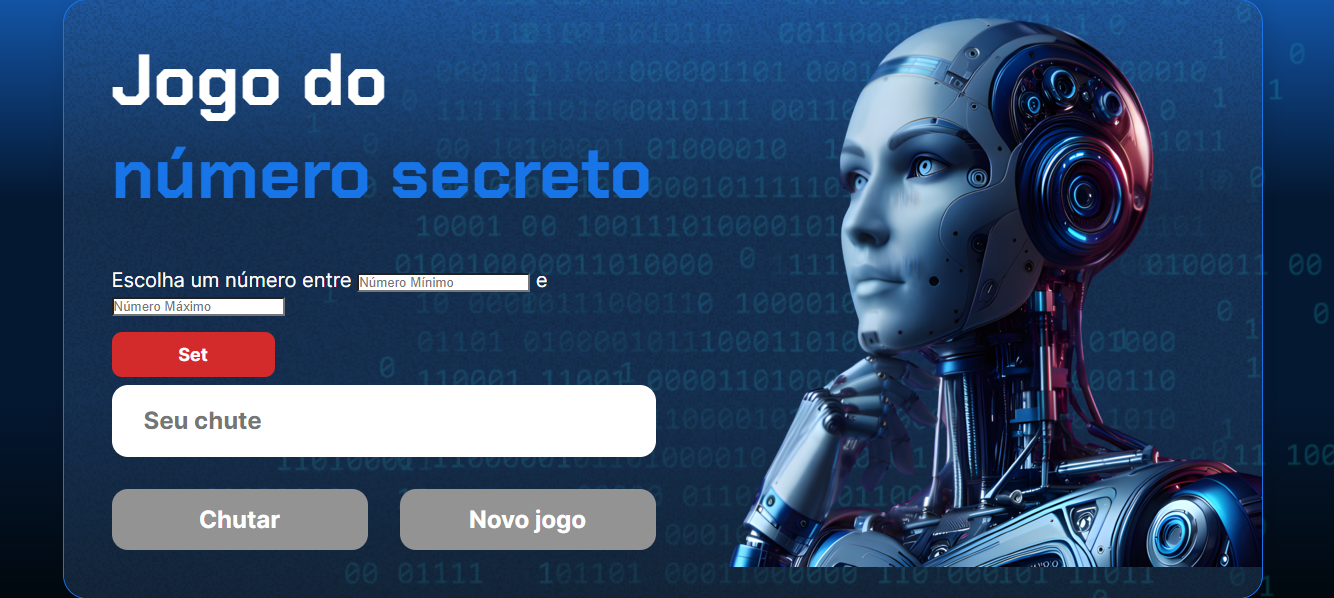 Jogo do
número secreto
Escolha um número entre Número Mínimo e
Número Máximo
Set
Seu chute
Chutar Novo jogo